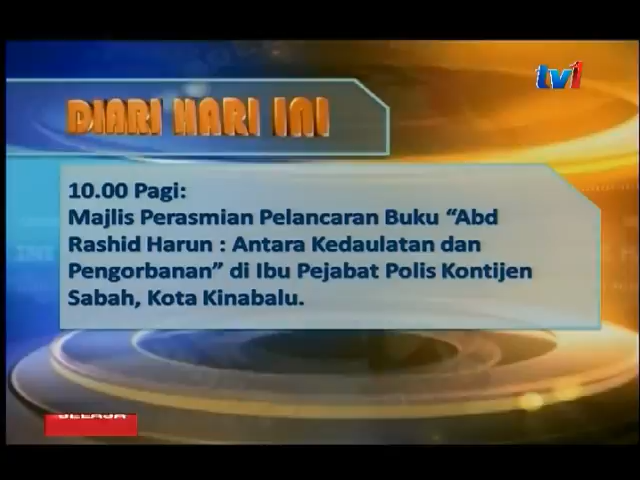 tv1
DIARI HARI INI
10.00 Pagi:
Majlis Perasmian Pelancaran Buku “Abd
Rashid Harun : Antara Kedaulatan dan
Pengorbanan” di Ibu Pejabat Polis Kontijen
Sabah, Kota Kinabalu.